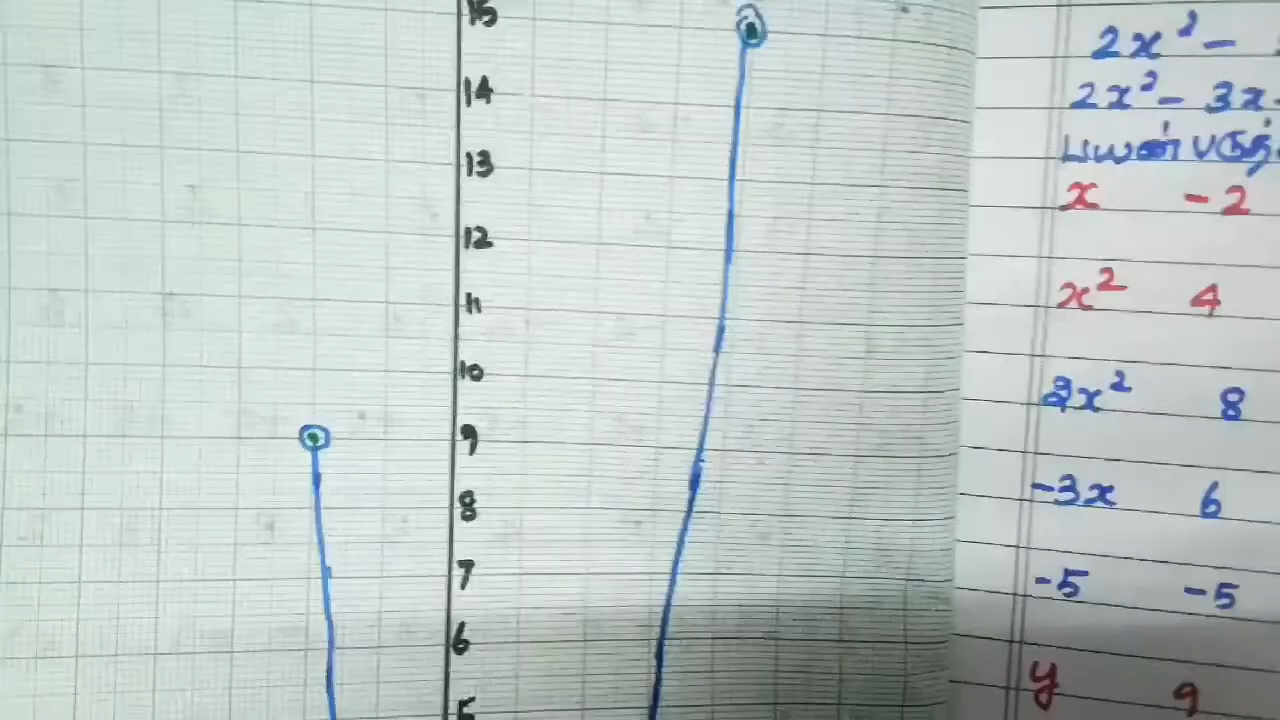 15
14
13
12
11
10
9
8
7
6
5
2x² -
2x² - 3x
x -2
x² 4
2x² 8
-3x 6
-5 -5
y 9